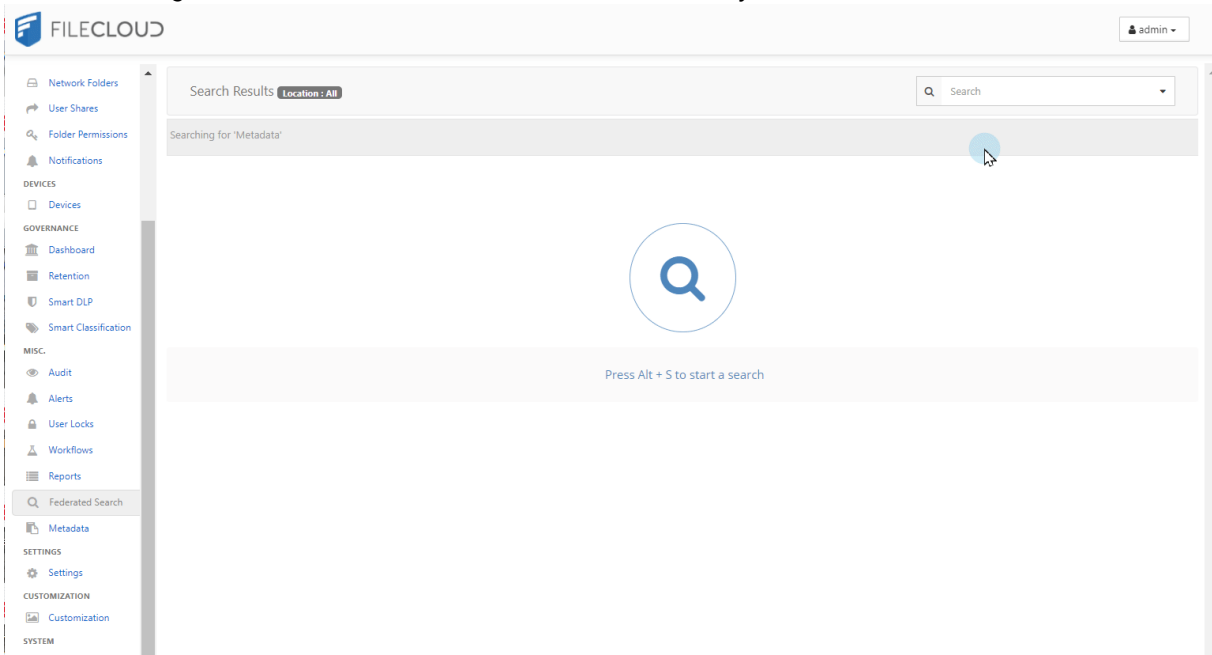 FILECLOUD
admin
Network Folders
User Shares
Folder Permissions
Notifications
DEVICES
Devices
GOVERNANCE
Dashboard
Retention
Smart DLP
Smart Classification
MISC.
Audit
Alerts
User Locks
Workflows
Reports
Federated Search
Metadata
SETTINGS
Settings
CUSTOMIZATION
Customization
SYSTEM
Search Results Location : All
Search
Searching for 'Metadata'
Press Alt + S to start a search